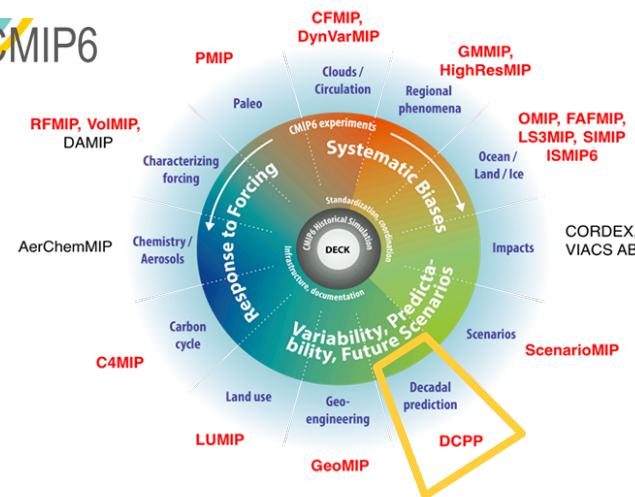 CMIP6
CFMIP,
DynVarMIP
PMIP
GMMIP,
HighResMIP
Clouds /
Circulation
Regional
phenomena
Paleo
RFMIP, VolMIP,
DAMIP
OMIP, FAFMIP,
LS3MIP, SIMIP
ISMIP6
CMIP6 experiments
Systematic Biases
Characterizing
forcing
Ocean /
Land / Ice
Response to Forcing
Standardization, coordination
CMIP6 Historical Simulation
DECK
Infrastructure, documentation
AerChemMIP
Chemistry /
Aerosols
Impacts
CORDEX,
VIACS AB
Variability, Predicta-
bility, Future Scenarios
Carbon
cycle
Scenarios
C4MIP
ScenarioMIP
Land use
Geo-
engineering
Decadal
prediction
LUMIP
GeoMIP
DCPP